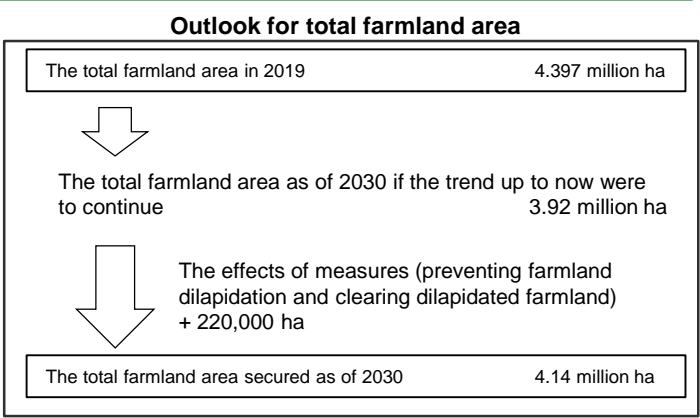 Outlook for total farmland area
The total farmland area in 2019 4.397 million ha
The total farmland area as of 2030 if the trend up to now were
to continue 3.92 million ha
The effects of measures (preventing farmland
dilapidation and clearing dilapidated farmland)
+ 220,000 ha
The total farmland area secured as of 2030 4.14 million ha